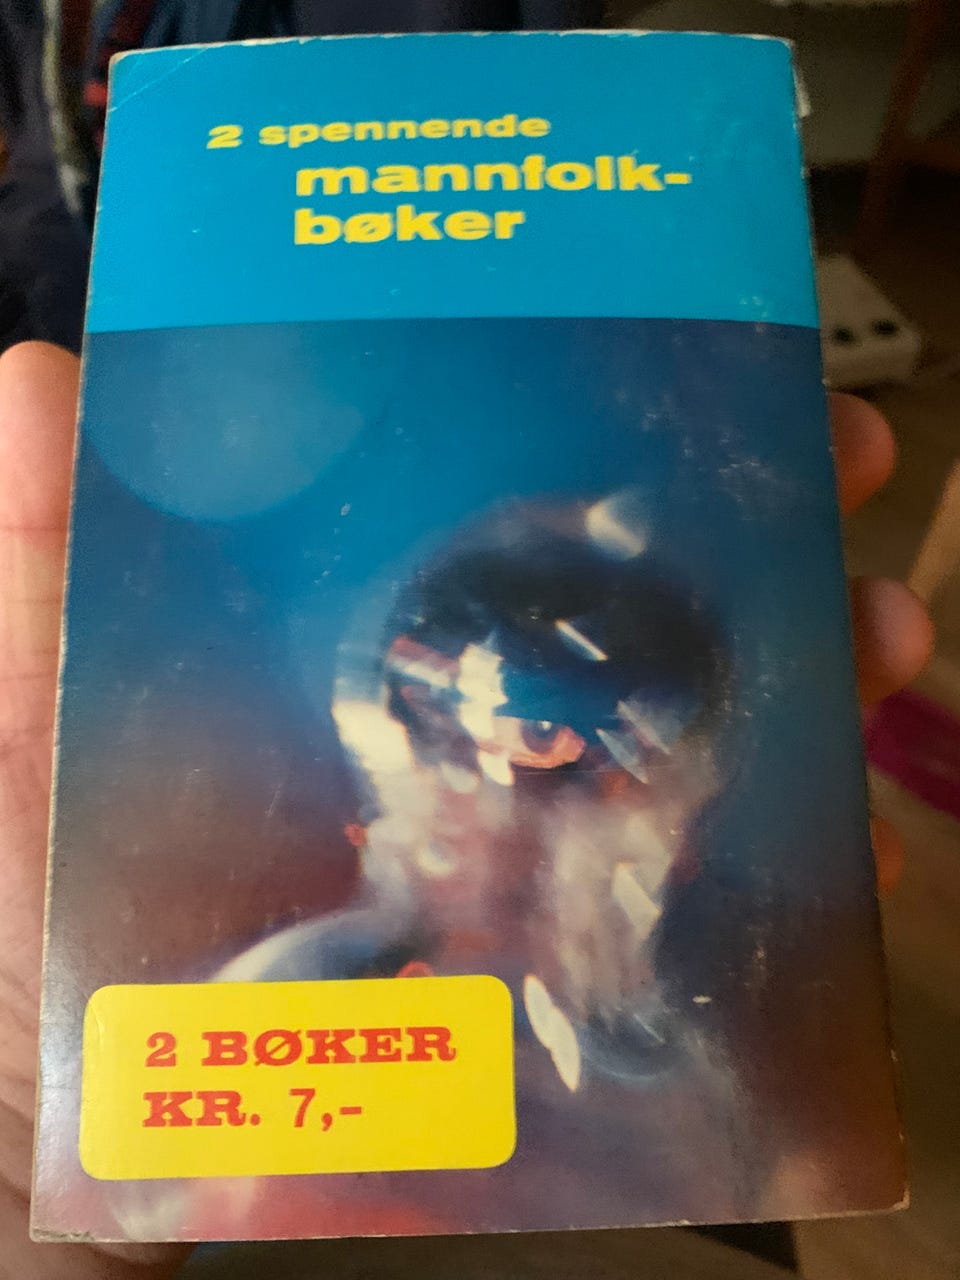 2 spennende
mannfolk-
bøker
2 BØKER
KR. 7,-